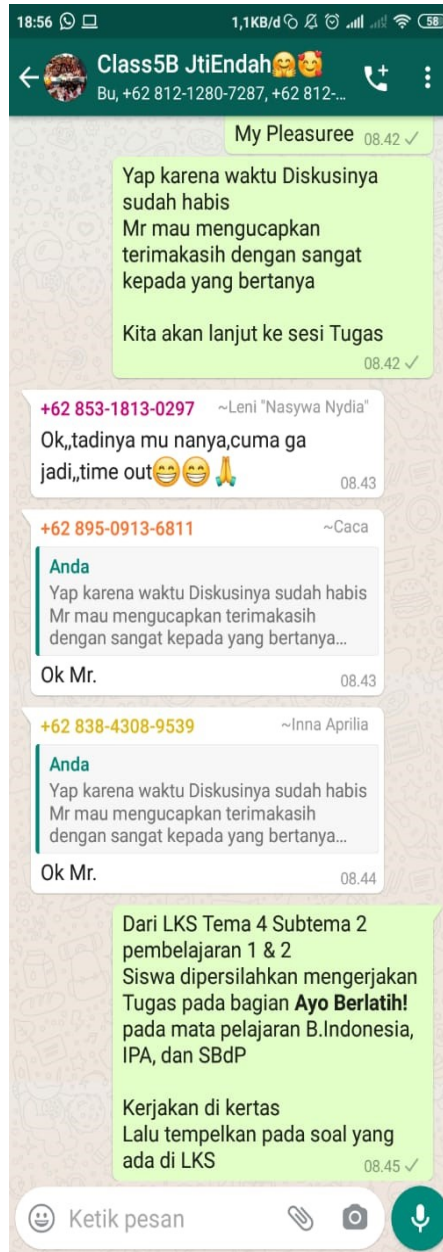 18:56 1,1KB/d 58
Class5B JtiEndah🤗🥰
Bu, +62 812-1280-7287, +62 812-...
My Pleasuree 08.42
Yap karena waktu Diskusinya
sudah habis
Mr mau mengucapkan
terimakasih dengan sangat
kepada yang bertanya
Kita akan lanjut ke sesi Tugas
08.42
+62 853-1813-0297 ~Leni "Nasywa Nydia"
Ok,,tadinya mu nanya,cuma ga
jadi,,time out😁😁🙏
08.43
+62 895-0913-6811 ~Caca
Anda
Yap karena waktu Diskusinya sudah habis
Mr mau mengucapkan terimakasih
dengan sangat kepada yang bertanya...
Ok Mr.
08.43
+62 838-4308-9539 ~Inna Aprilia
Anda
Yap karena waktu Diskusinya sudah habis
Mr mau mengucapkan terimakasih
dengan sangat kepada yang bertanya...
Ok Mr.
08.44
Dari LKS Tema 4 Subtema 2
pembelajaran 1 & 2
Siswa dipersilahkan mengerjakan
Tugas pada bagian Ayo Berlatih!
pada mata pelajaran B.Indonesia,
IPA, dan SBdP
Kerjakan di kertas
Lalu tempelkan pada soal yang
ada di LKS
08.45
Ketik pesan